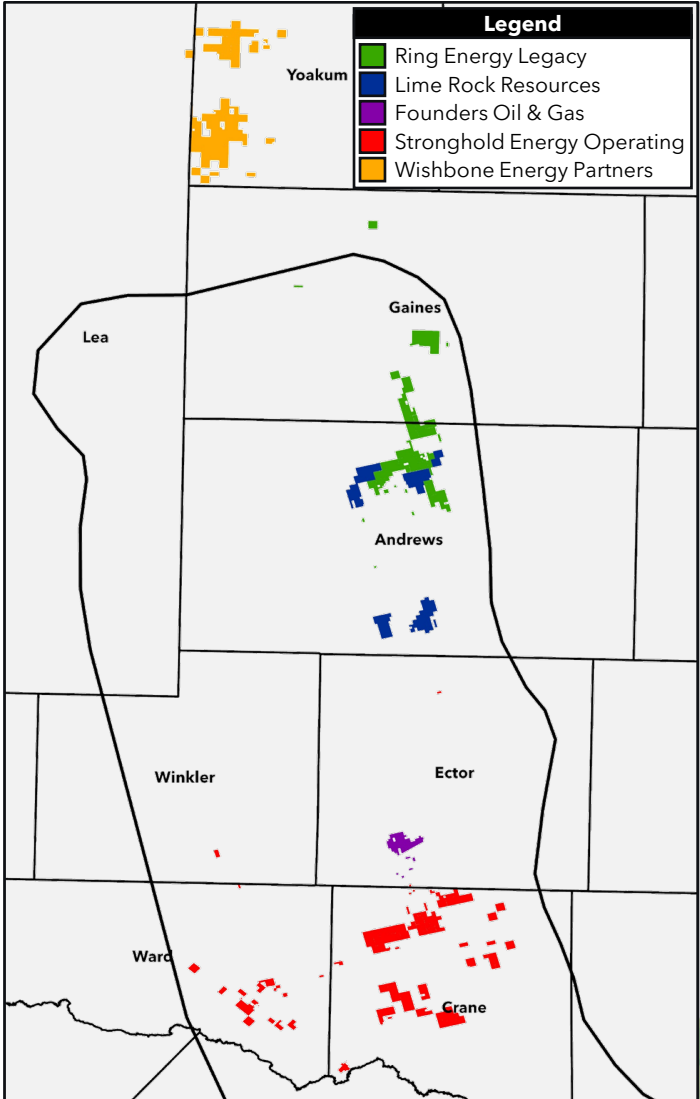 Legend
Ring Energy Legacy
Lime Rock Resources
Founders Oil & Gas
Stronghold Energy Operating
Wishbone Energy Partners
Yoakum
Gaines
Lea
Andrews
Winkler
Ector
Ward
Crane